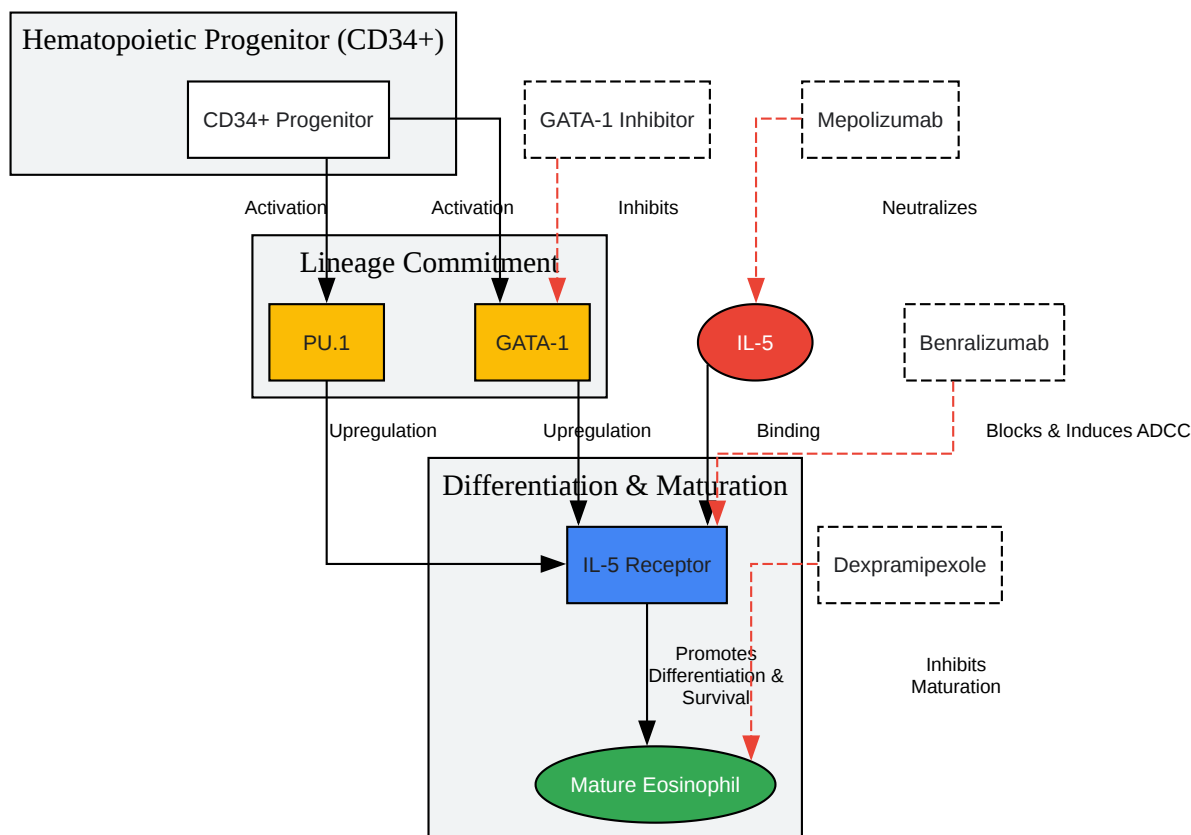 Hematopoietic Progenitor (CD34+)
CD34+ Progenitor
GATA-1 Inhibitor
Mepolizumab
Activation
Activation
Inhibits
Neutralizes
Lineage Commitment
PU.1
GATA-1
IL-5
Benralizumab
Upregulation
Upregulation
Binding
Blocks & Induces ADCC
Differentiation & Maturation
IL-5 Receptor
Dexpramipexole
Promotes
Differentiation &
Survival
Inhibits
Maturation
Mature Eosinophil